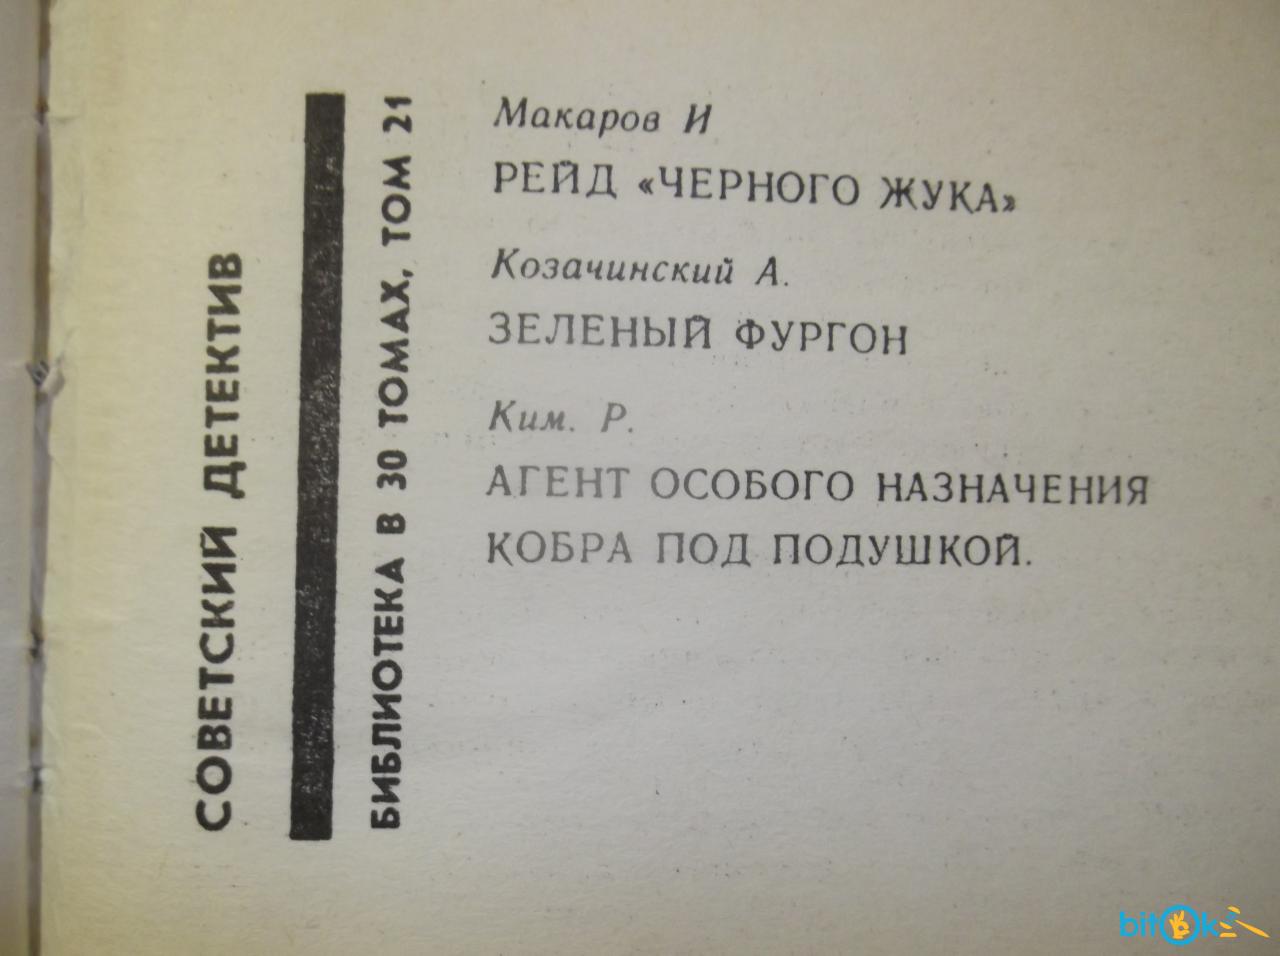 СОВЕТСКИЙ ДЕТЕКТИВ
БИБЛИОТЕКА В 30 ТОМАХ, ТОМ 21
Макаров И
РЕЙД «ЧЕРНОГО ЖУКА»
Козачинский А.
ЗЕЛЕНЫЙ ФУРГОН
Ким. Р.
АГЕНТ ОСОБОГО НАЗНАЧЕНИЯ
КОБРА ПОД ПОДУШКОЙ.